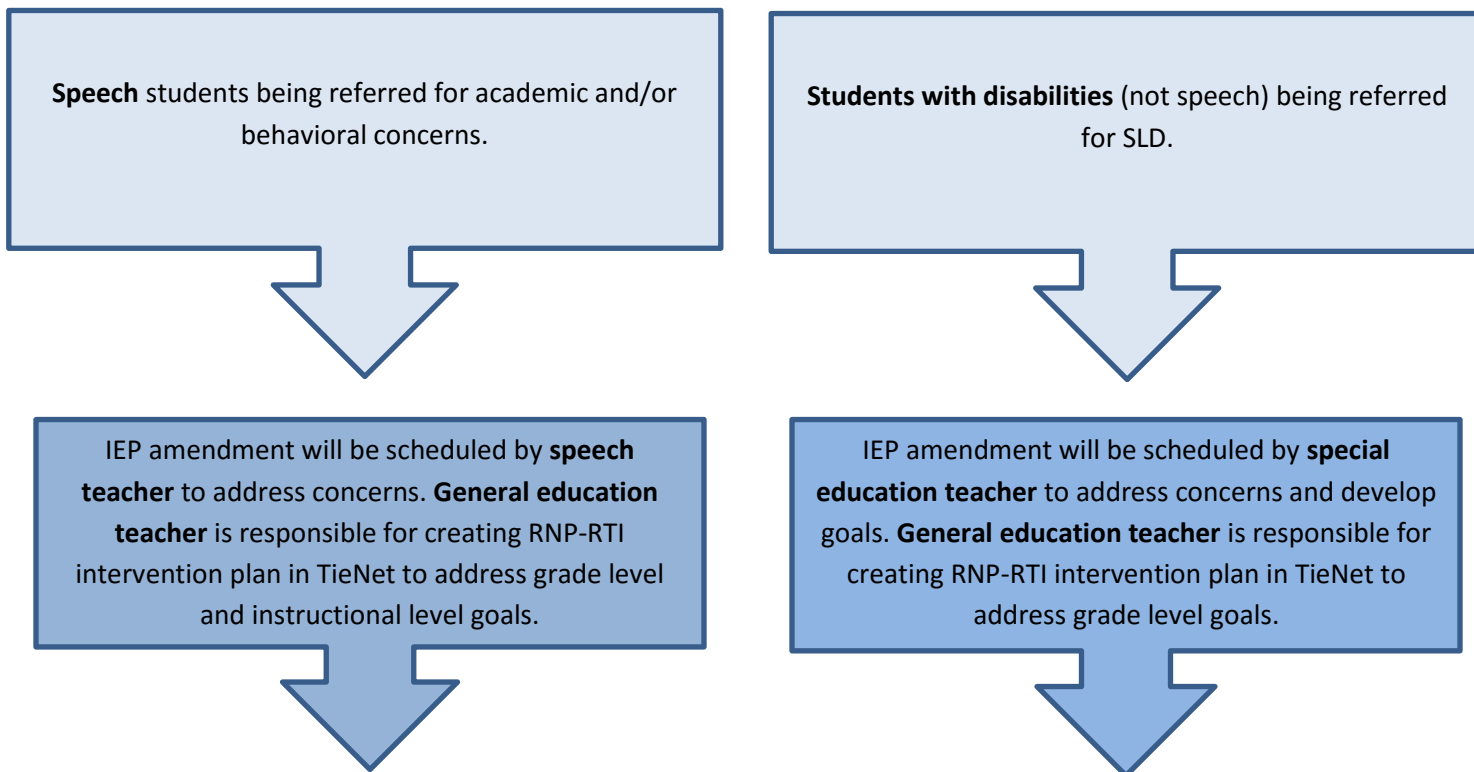 Speech students being referred for academic and/or
behavioral concerns.
Students with disabilities (not speech) being referred
for SLD.
IEP amendment will be scheduled by speech
teacher to address concerns. General education
teacher is responsible for creating RNP-RTI
intervention plan in TieNet to address grade level
and instructional level goals.
IEP amendment will be scheduled by special
education teacher to address concerns and develop
goals. General education teacher is responsible for
creating RNP-RTI intervention plan in TieNet to
address grade level goals.